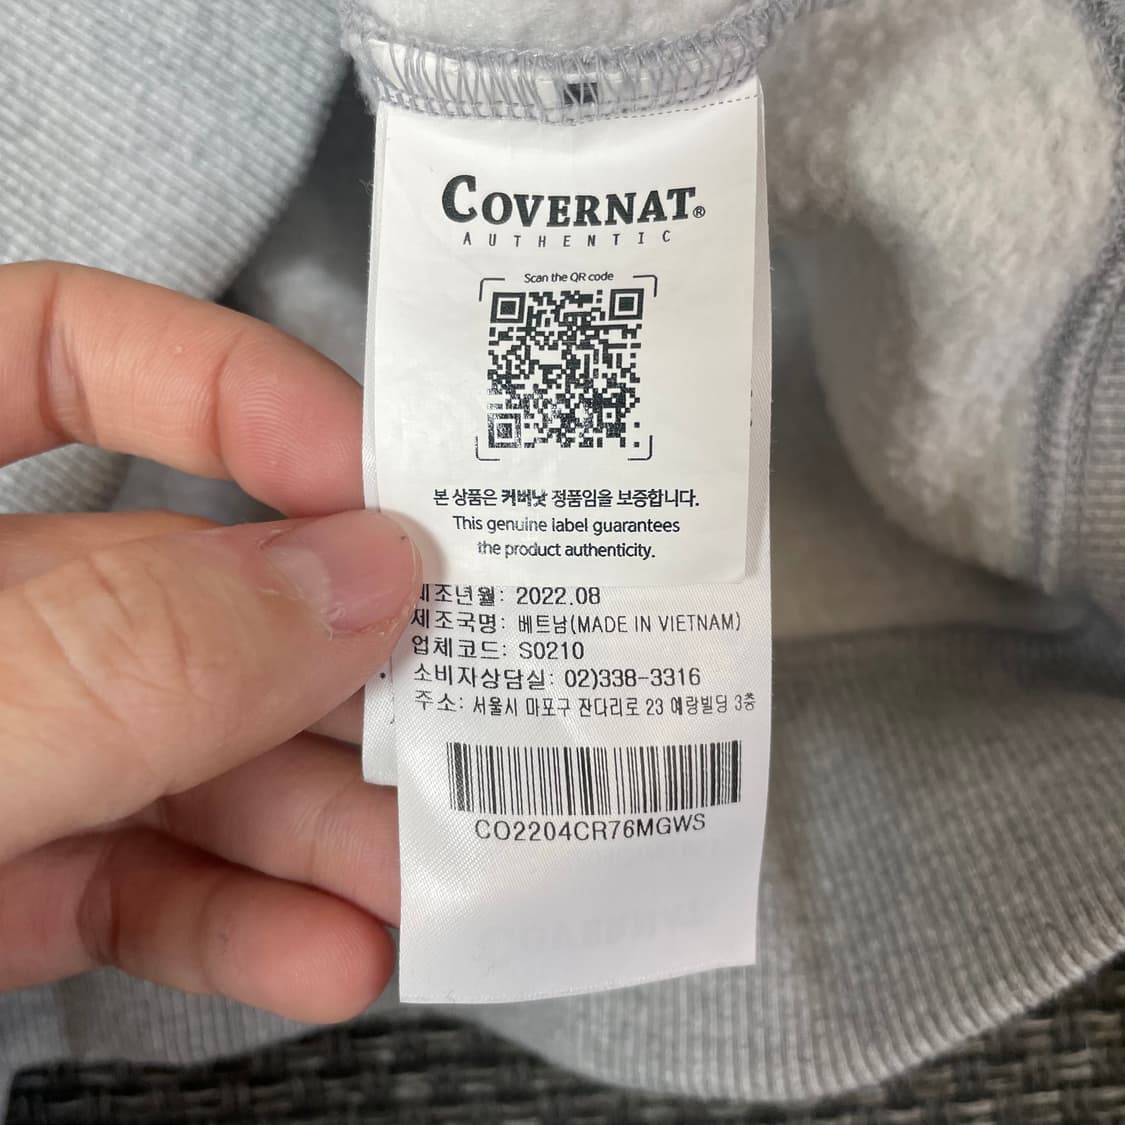 COVERNAT®
AUTHENTIC
Scan the QR code
본 상품은 커버낫 정품임을 보증합니다.
This genuine label guarantees
the product authenticity.
제조년월: 2022.08
제조국명: 베트남(MADE IN VIETNAM)
업체코드: S0210
소비자상담실: 02)338-3316
주소: 서울시 마포구 잔다리로 23 예랑빌딩 3층
CO2204CR76MGWS